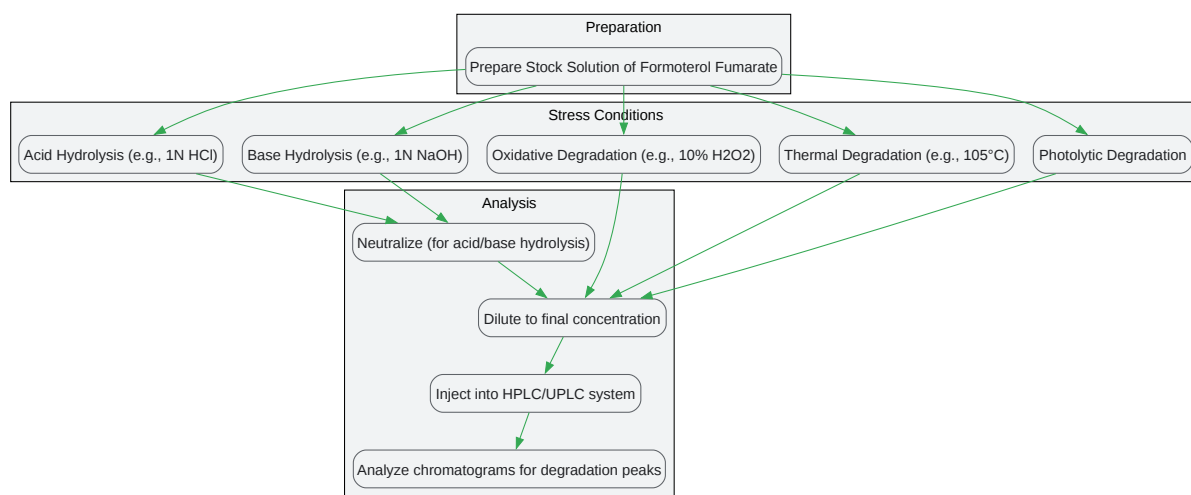 Preparation
Prepare Stock Solution of Formoterol Fumarate
Stress Conditions
Acid Hydrolysis (e.g., 1N HCl)
Base Hydrolysis (e.g., 1N NaOH)
Oxidative Degradation (e.g., 10% H2O2)
Thermal Degradation (e.g., 105°C)
Photolytic Degradation
Analysis
Neutralize (for acid/base hydrolysis)
Dilute to final concentration
Inject into HPLC/UPLC system
Analyze chromatograms for degradation peaks